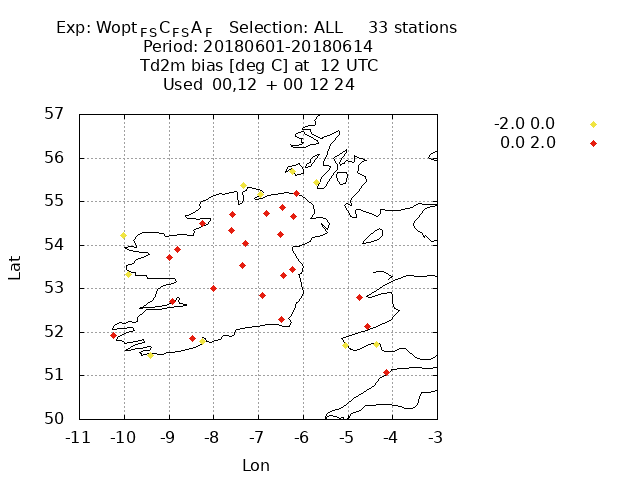 Exp: Wopt FS C FS A F Selection: ALL 33 stations
Period: 20180601-20180614
Td2m bias [deg C] at 12 UTC
Used 00,12 + 00 12 24
-2.0 0.0
0.0 2.0
57
56
55
54
53
52
51
50
Lat
-11 -10 -9 -8 -7 -6 -5 -4 -3
Lon